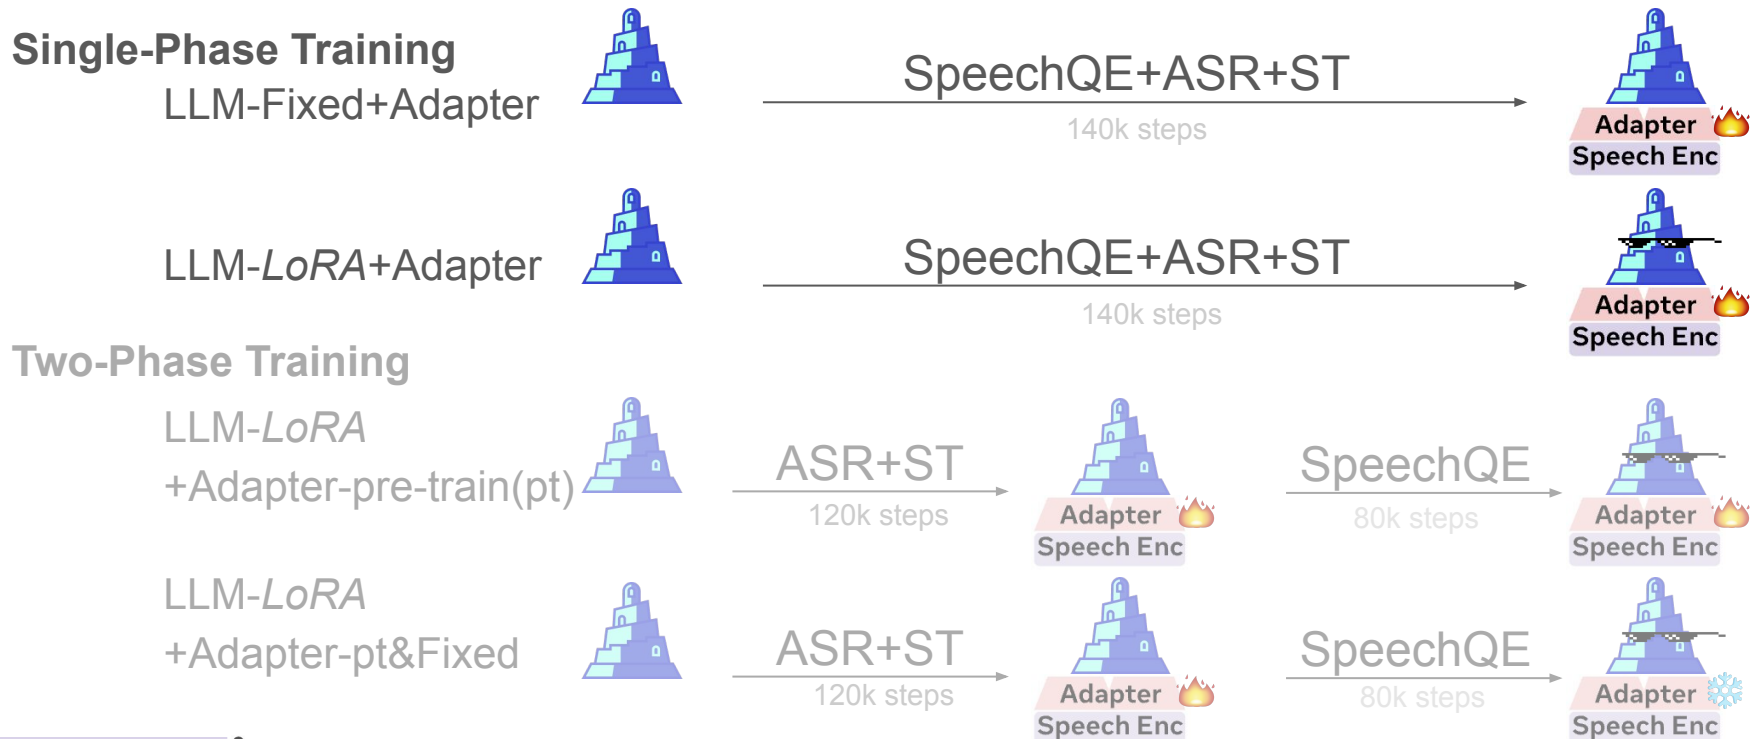 Single-Phase Training
LLM-Fixed+Adapter
SpeechQE+ASR+ST
140k steps
Adapter
Speech Enc
LLM-LoRA+Adapter
SpeechQE+ASR+ST
140k steps
Adapter
Speech Enc
Two-Phase Training
LLM-LoRA
+Adapter-pre-train(pt)
ASR+ST
120k steps
Adapter
Speech Enc
SpeechQE
80k steps
Adapter
Speech Enc
LLM-LoRA
+Adapter-pt&Fixed
ASR+ST
120k steps
Adapter
Speech Enc
SpeechQE
80k steps
Adapter
Speech Enc